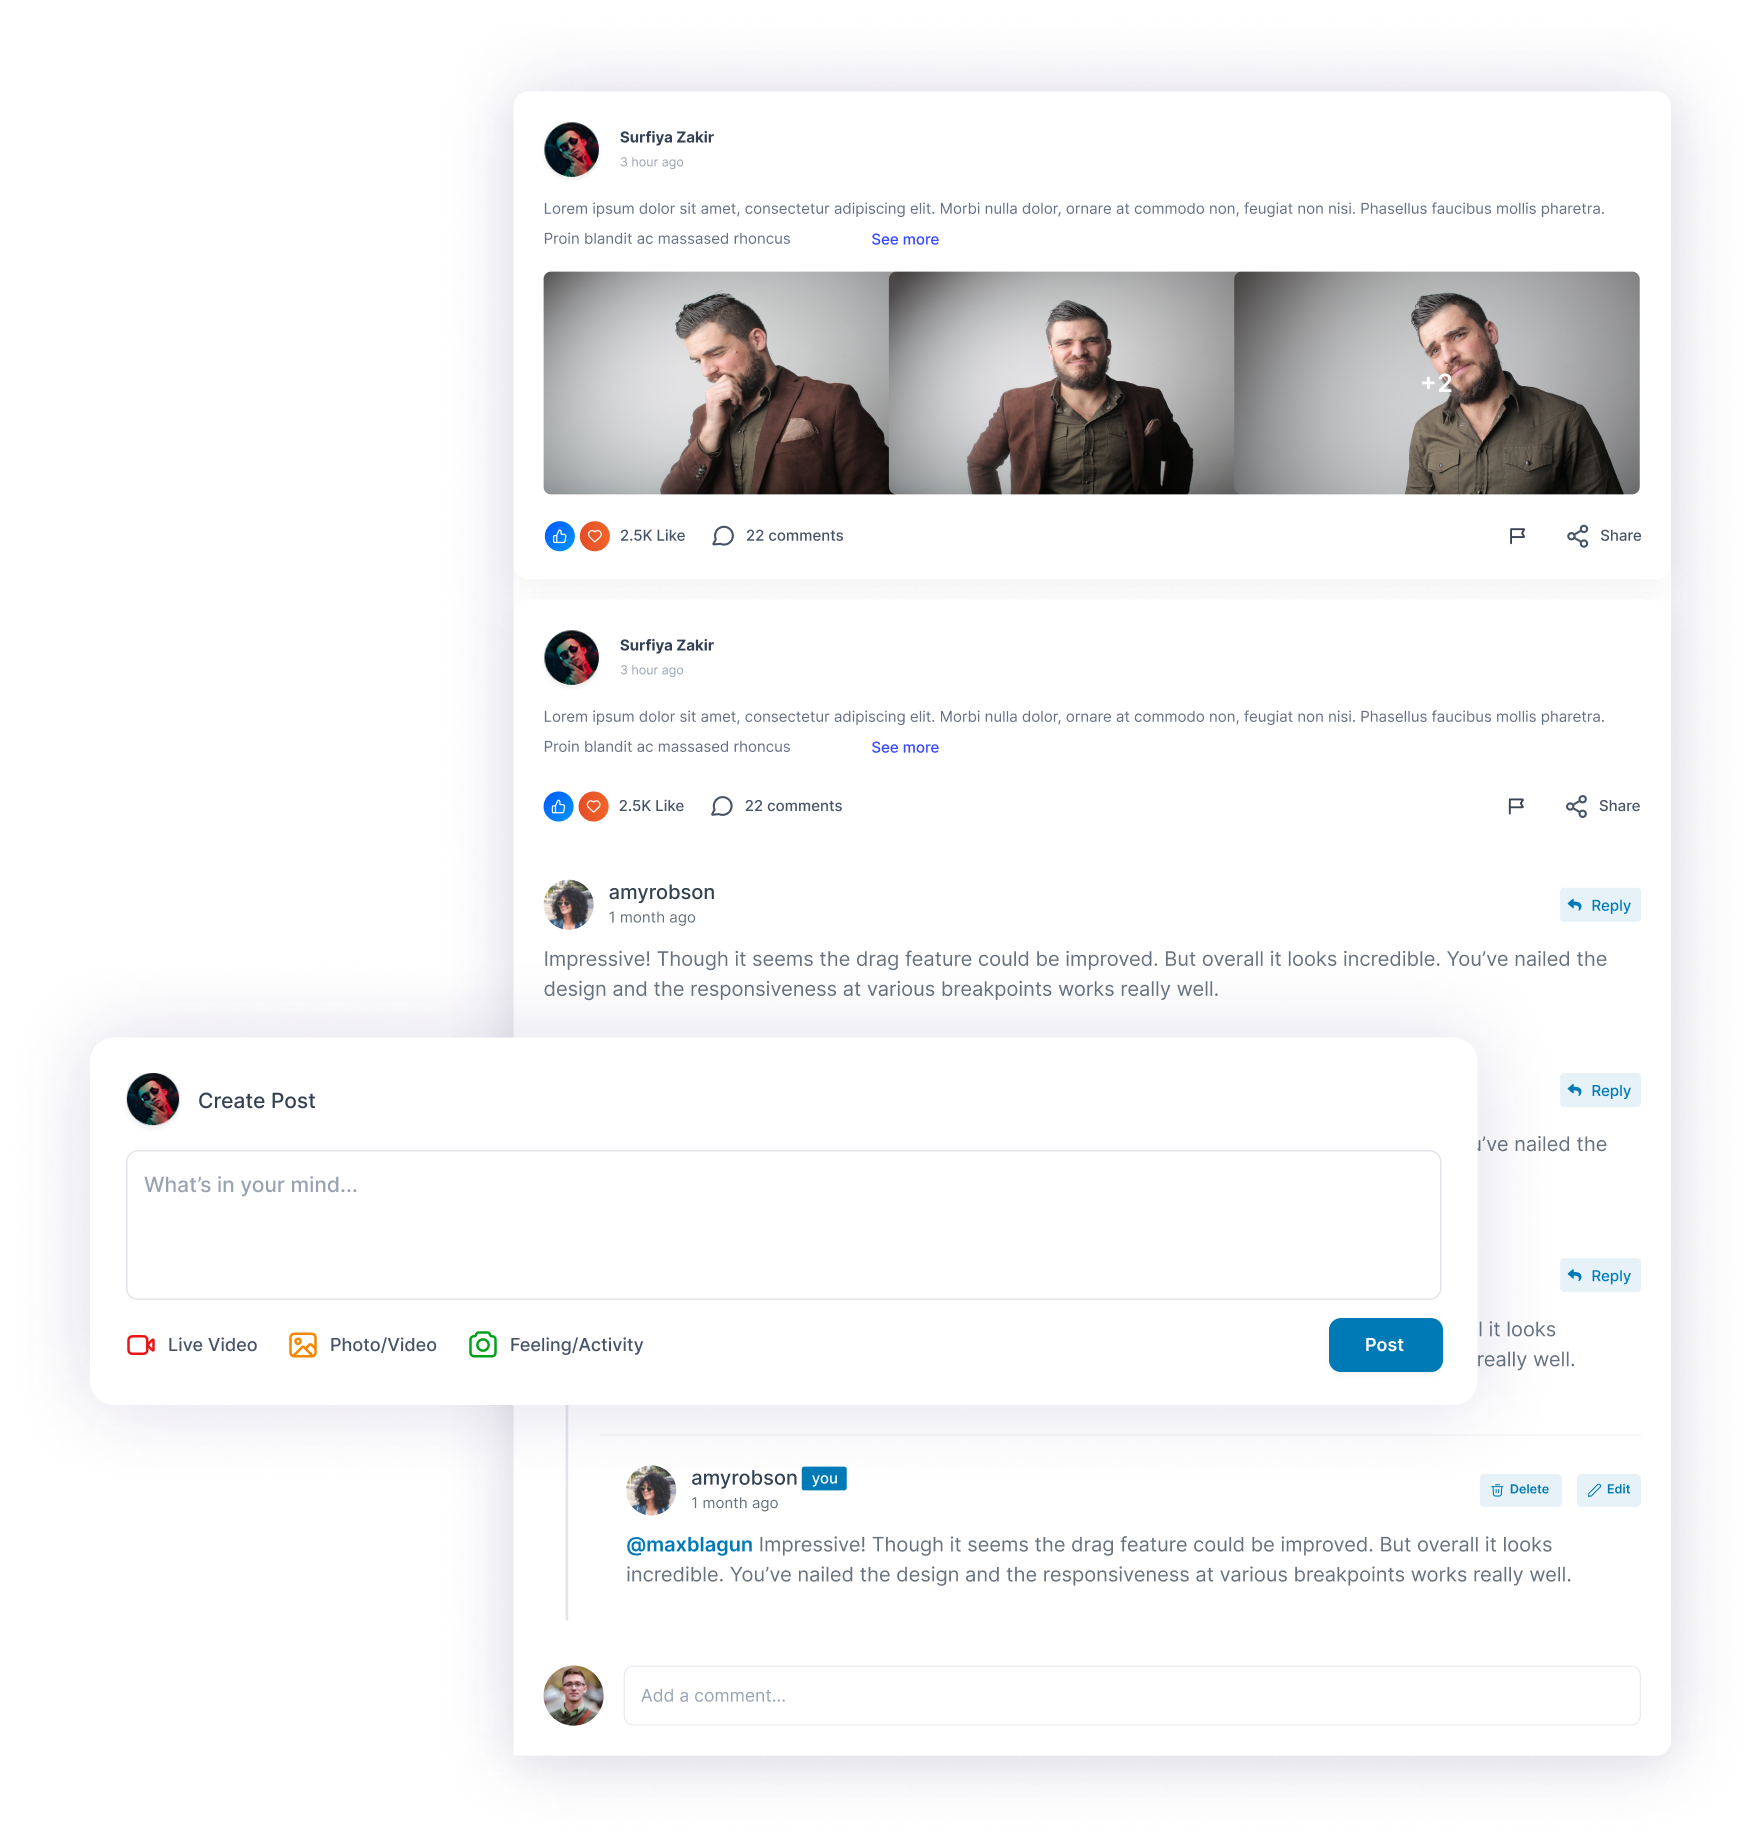 Surfiya Zakir
3 hour ago
Lorem ipsum dolor sit amet, consectetur adipiscing elit. Morbi nulla dolor, ornare at commodo non, feugiat non nisi. Phasellus faucibus mollis pharetra.
Proin blandit ac massased rhoncus See more
+2
2.5K Like 22 comments Share
Surfiya Zakir
3 hour ago
Lorem ipsum dolor sit amet, consectetur adipiscing elit. Morbi nulla dolor, ornare at commodo non, feugiat non nisi. Phasellus faucibus mollis pharetra.
Proin blandit ac massased rhoncus See more
2.5K Like 22 comments Share
amyrobson
1 month ago
Reply
Impressive! Though it seems the drag feature could be improved. But overall it looks incredible. You’ve nailed the
design and the responsiveness at various breakpoints works really well.
Create Post
What’s in your mind...
Live Video Photo/Video Feeling/Activity Post
Reply
’ve nailed the
Reply
it looks
really well.
amyrobson you
1 month ago
Delete Edit
@maxblagun Impressive! Though it seems the drag feature could be improved. But overall it looks
incredible. You’ve nailed the design and the responsiveness at various breakpoints works really well.
Add a comment...